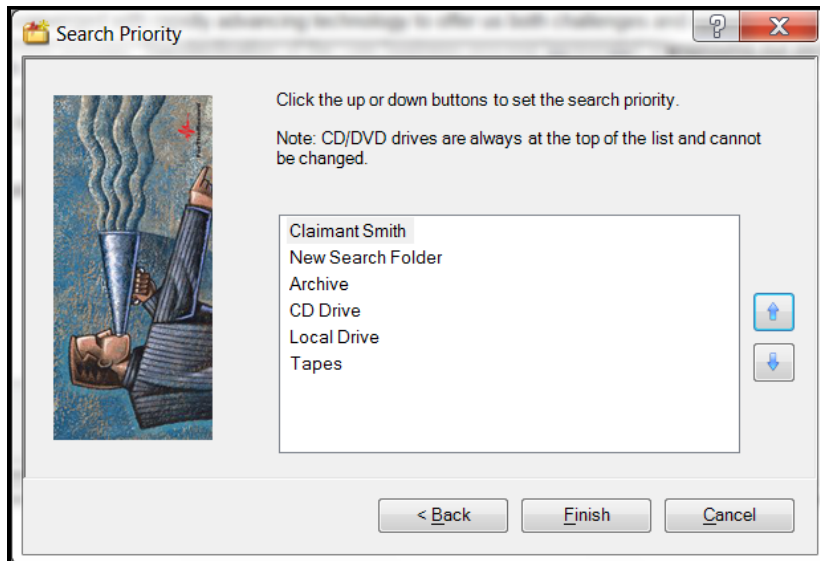 Search Priority
Click the up or down buttons to set the search priority.
Note: CD/DVD drives are always at the top of the list and cannot
be changed.
Claimant Smith
New Search Folder
Archive
CD Drive
Local Drive
Tapes
< Back
Finish
Cancel